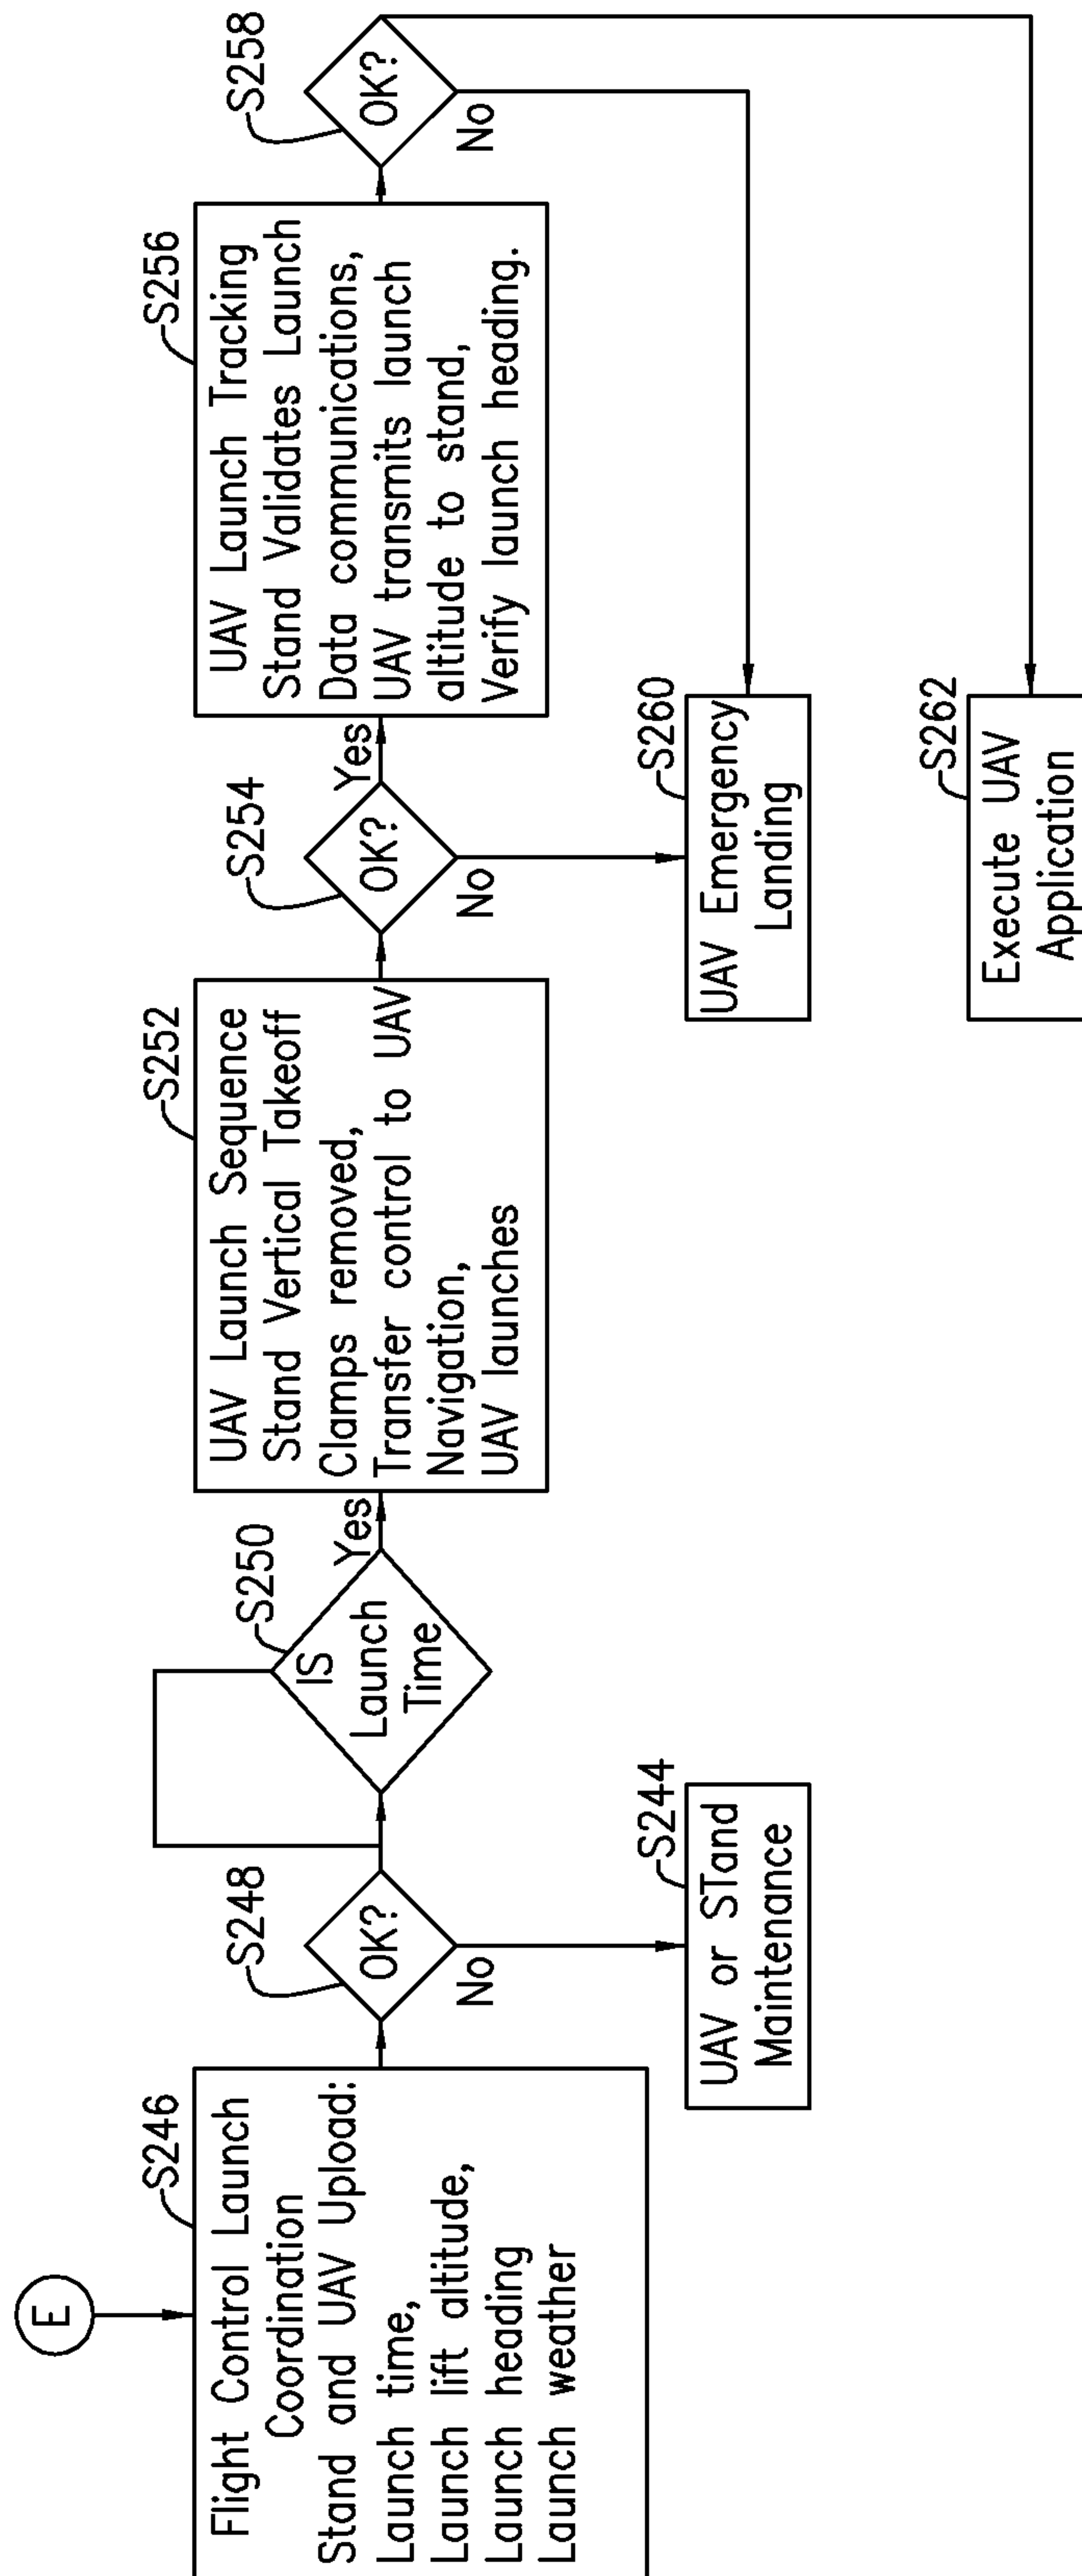 E
S246
Flight Control Launch
Coordination
Stand and UAV Upload:
Launch time,
Launch lift altitude,
Launch heading
Launch weather
S248
OK?
No
S244
UAV or STand
Maintenance
S250
IS
Launch
Time
Yes
S252
UAV Launch Sequence
Stand Vertical Takeoff
Clamps removed,
Transfer control to UAV
Navigation,
UAV launches
S254
OK?
Yes
No
S256
UAV Launch Tracking
Stand Validates Launch
Data communications,
UAV transmits launch
altitude to stand,
Verify launch heading.
S258
OK?
No
S260
UAV Emergency
Landing
S262
Execute UAV
Application